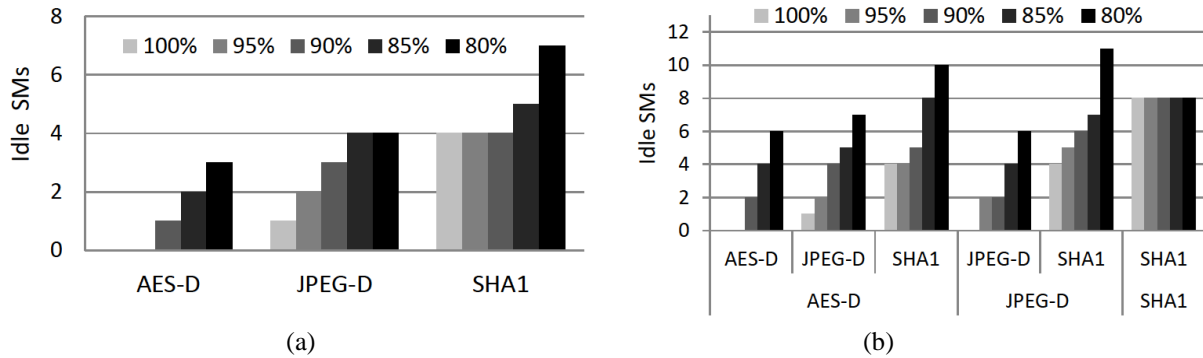 8
6
4
2
0
Idle SMs
100% 95% 90% 85% 80%
AES-D JPEG-D SHA1
(a)
14
12
10
8
6
4
2
0
Idle SMs
100% 95% 90% 85% 80%
AES-D JPEG-D SHA1 JPEG-D SHA1 SHA1
AES-D JPEG-D SHA1
(b)